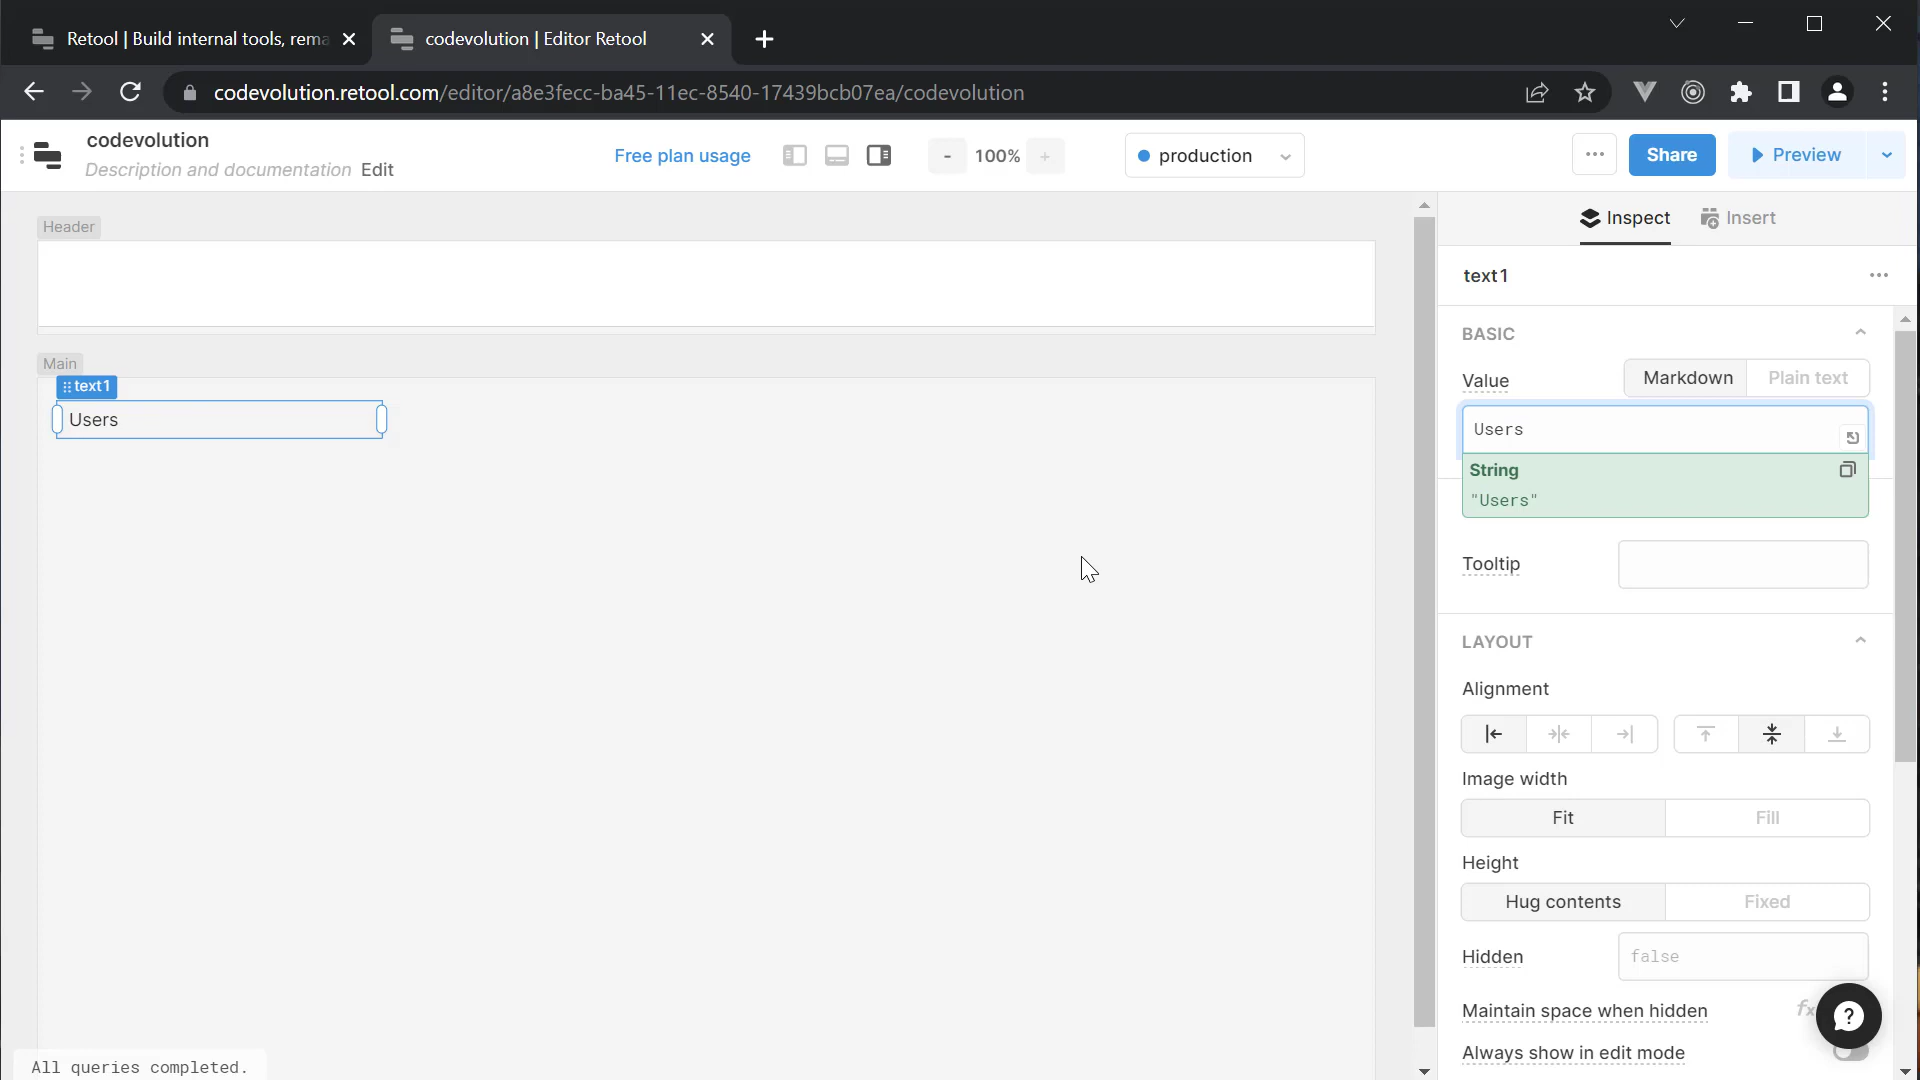 Retool | Build internal tools, rema
codevolution | Editor Retool
codevolution.retool.com/editor/a8e3fecc-ba45-11ec-8540-17439bcb07ea/codevolution
codevolution
Description and documentation Edit
Free plan usage
- 100% +
production
Share
Preview
Header
Main
text1
Users
All queries completed.
Inspect
Insert
text1
BASIC
Value
Markdown
Plain text
Users
String
"Users"
Tooltip
LAYOUT
Alignment
Image width
Fit
Fill
Height
Hug contents
Fixed
Hidden
false
Maintain space when hidden
fx
Always show in edit mode